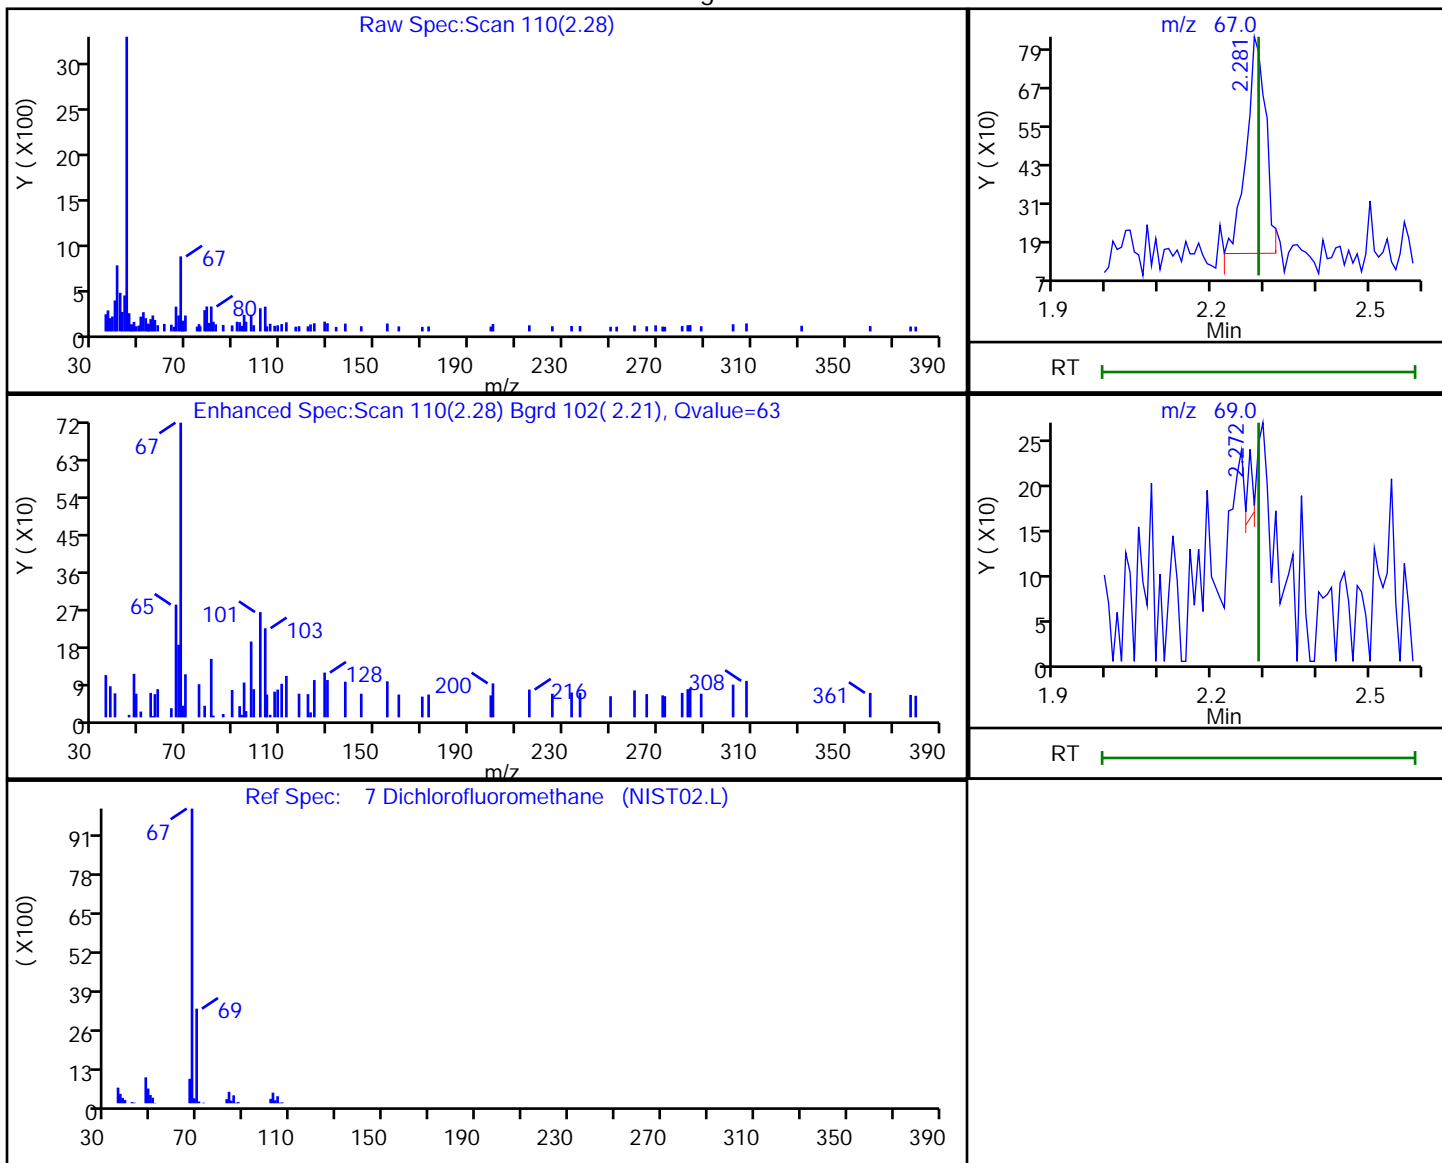 Raw Spec:Scan 110(2.28)
Y ( X100)
30
25
20
15
10
5
0
67
80
30 70 110 150 190 230 270 310 350 390
m/z
m/z 67.0
Y ( X10)
79
67
55
43
31
19
7
2.281
1.9 2.2 2.5
Min
RT
Enhanced Spec:Scan 110(2.28) Bgrd 102( 2.21), Qvalue=63
Y ( X10)
72
63
54
45
36
27
18
9
0
67
65
101
103
128
200
216
308
361
30 70 110 150 190 230 270 310 350 390
m/z
m/z 69.0
Y ( X10)
25
20
15
10
5
0
2.272
1.9 2.2 2.5
Min
RT
Ref Spec: 7 Dichlorofluoromethane (NIST02.L)
( X100)
91
78
65
52
39
26
13
0
67
69
30 70 110 150 190 230 270 310 350 390